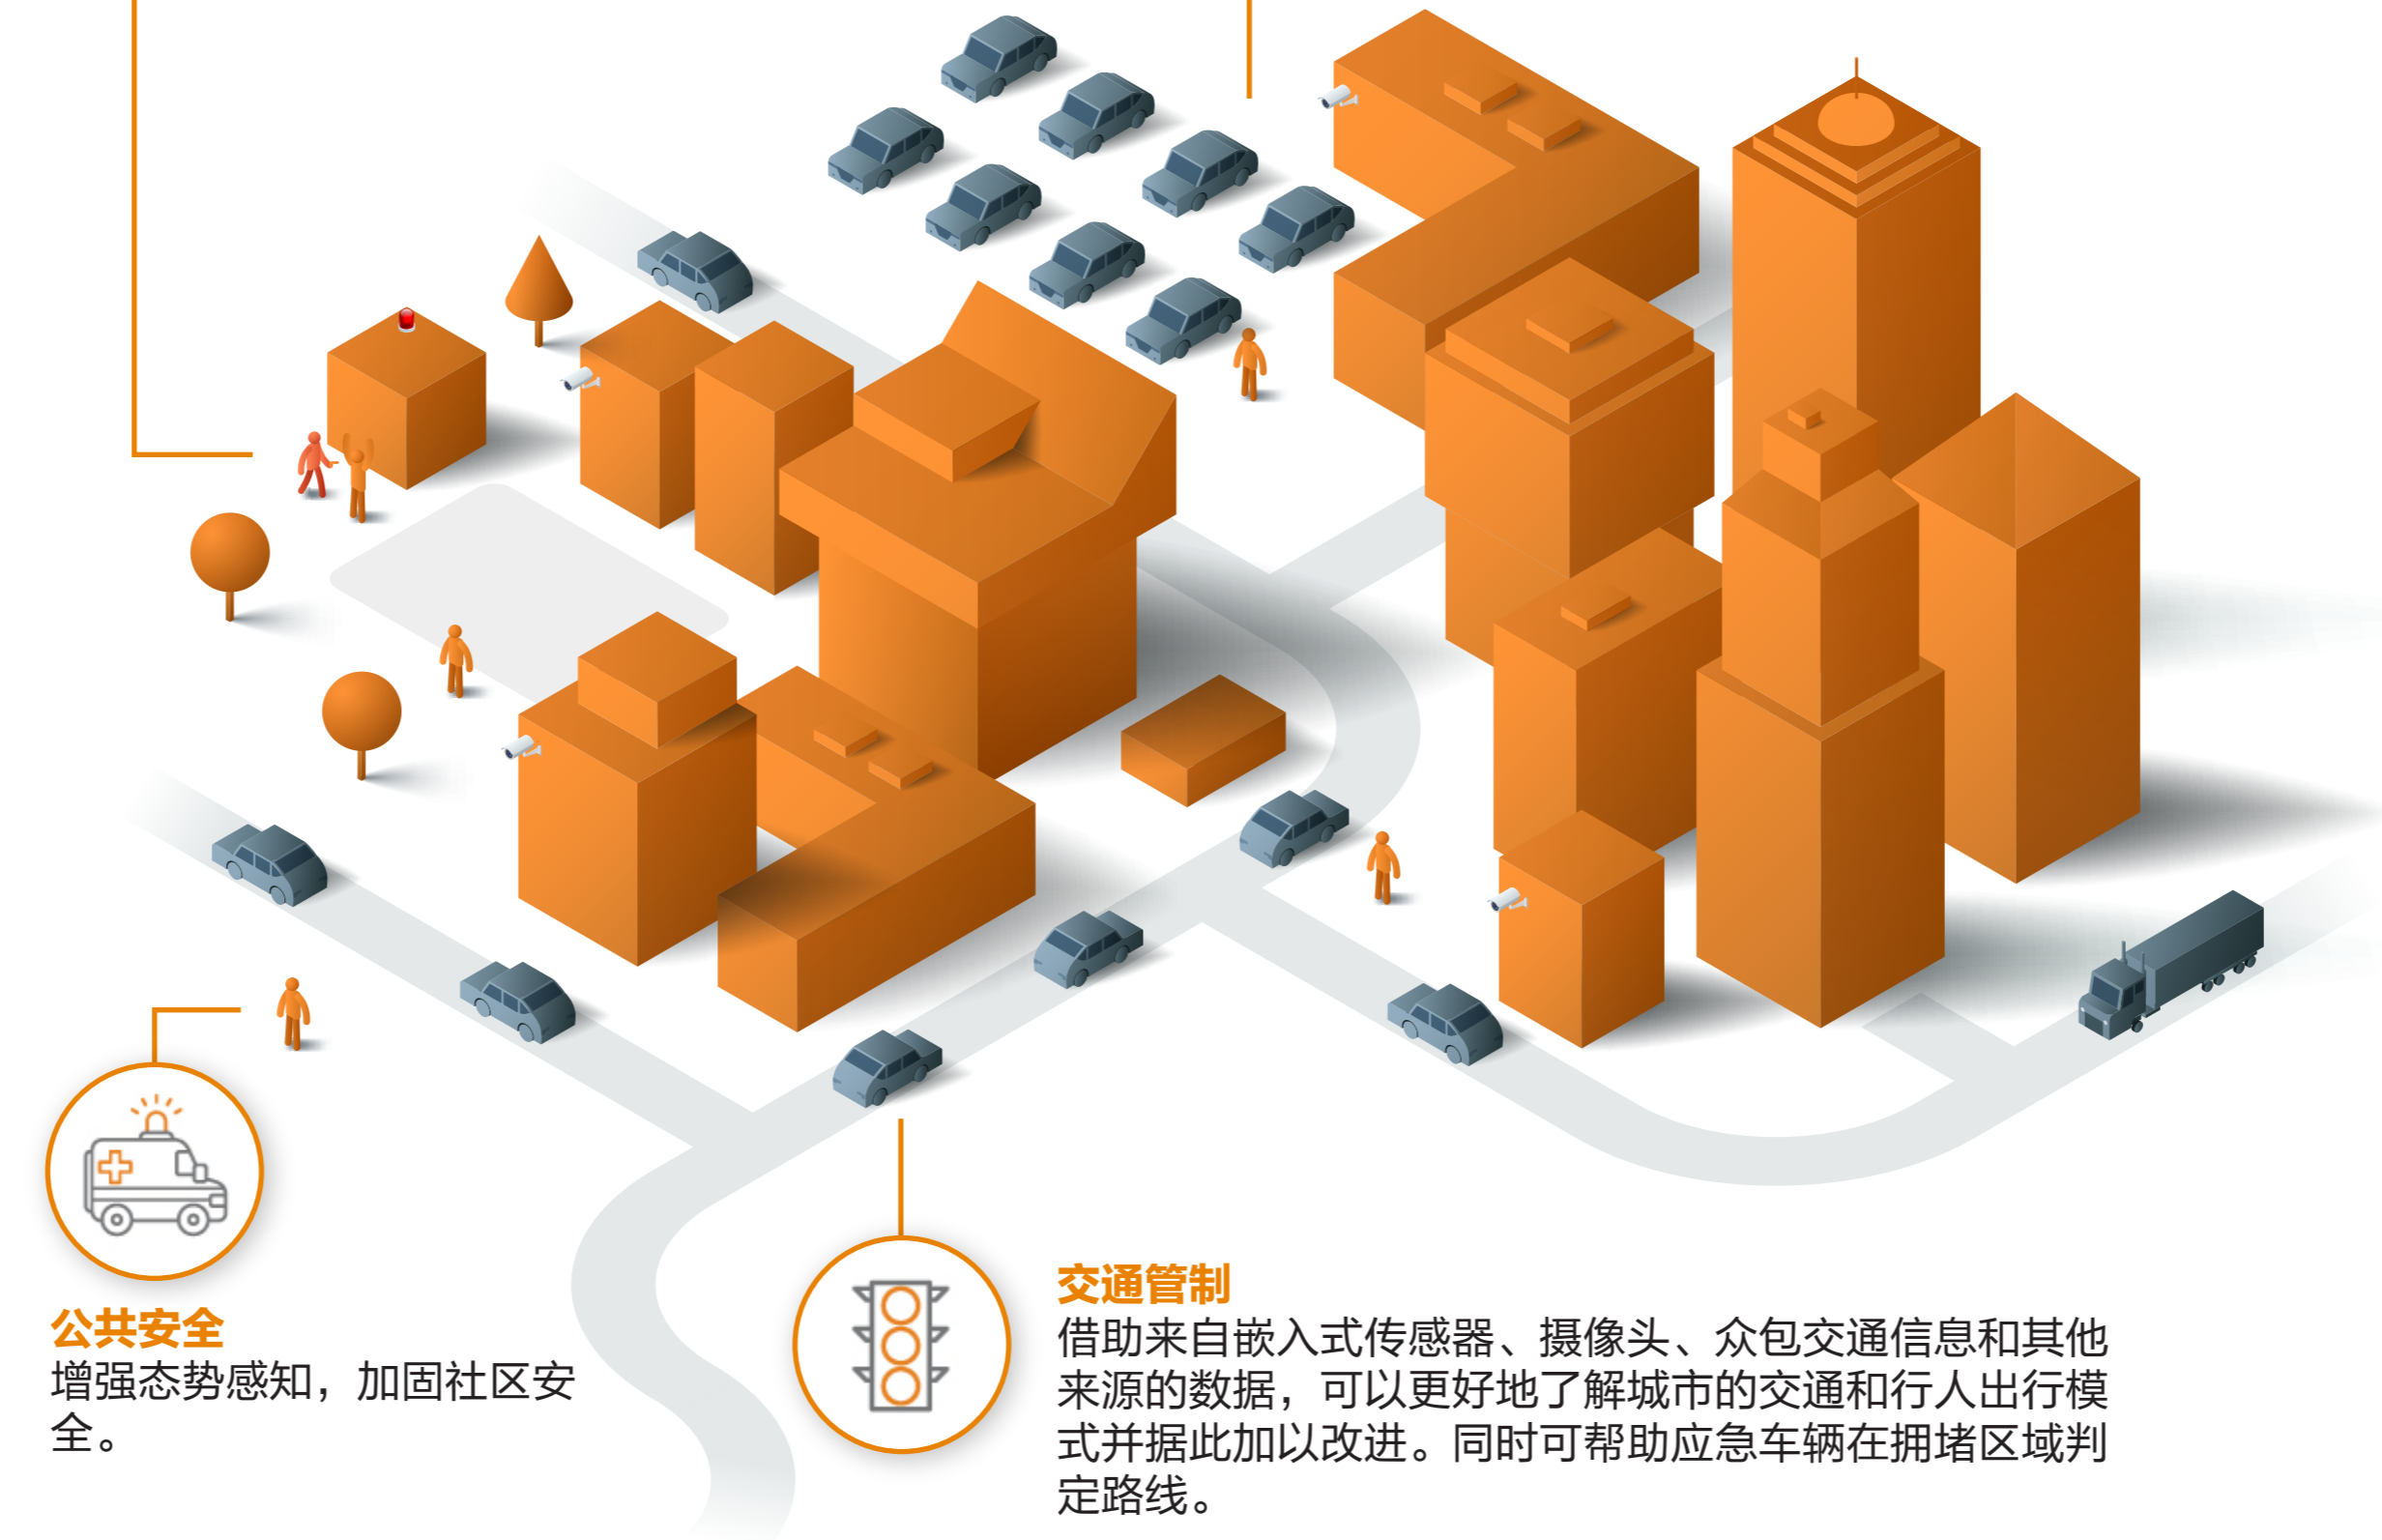 公共安全
增强态势感知，加固社区安
全。
交通管制
借助来自嵌入式传感器、摄像头、众包交通信息和其他
来源的数据，可以更好地了解城市的交通和行人出行模
式并据此加以改进。同时可帮助应急车辆在拥堵区域判
定路线。